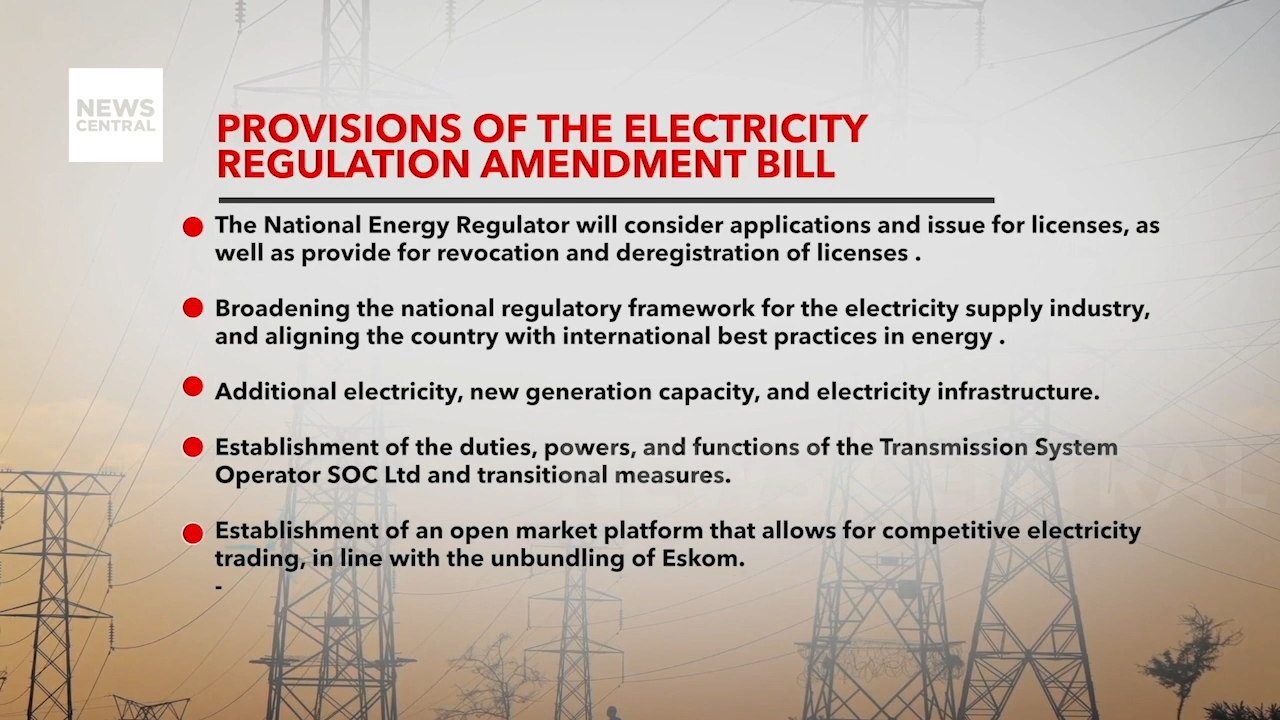 NEWS
CENTRAL
PROVISIONS OF THE ELECTRICITY
REGULATION AMENDMENT BILL
The National Energy Regulator will consider applications and issue for licenses, as
well as provide for revocation and deregistration of licenses .
Broadening the national regulatory framework for the electricity supply industry,
and aligning the country with international best practices in energy .
Additional electricity, new generation capacity, and electricity infrastructure.
Establishment of the duties, powers, and functions of the Transmission System
Operator SOC Ltd and transitional measures.
Establishment of an open market platform that allows for competitive electricity
trading, in line with the unbundling of Eskom.
-